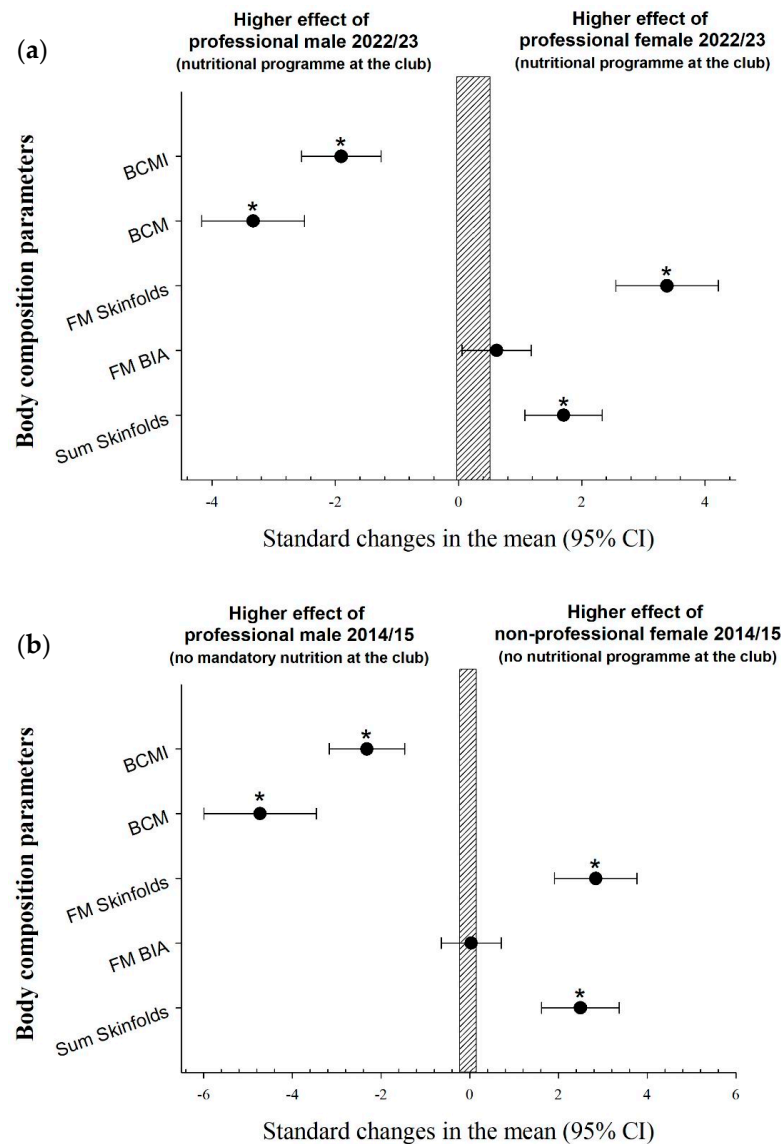 (a)
Higher effect of
professional male 2022/23
(nutritional programme at the club)
Higher effect of
professional female 2022/23
(nutritional programme at the club)
Body composition parameters
BCMI
*
BCM
*
FM Skinfolds
*
FM BIA
Sum Skinfolds
*
-4 -2 0 2 4
Standard changes in the mean (95% CI)
(b)
Higher effect of
professional male 2014/15
(no mandatory nutrition at the club)
Higher effect of
non-professional female 2014/15
(no nutritional programme at the club)
Body composition parameters
BCMI
*
BCM
*
FM Skinfolds
*
FM BIA
Sum Skinfolds
*
-6 -4 -2 0 2 4 6
Standard changes in the mean (95% CI)